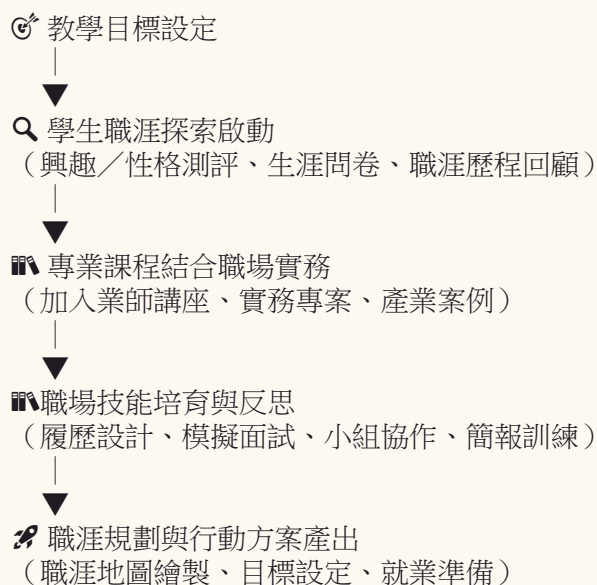 教學目標設定
學生職涯探索啟動
（興趣／性格測評、生涯問卷、職涯歷程回顧）
專業課程結合職場實務
（加入業師講座、實務專案、產業案例）
職場技能培育與反思
（履歷設計、模擬面試、小組協作、簡報訓練）
職涯規劃與行動方案產出
（職涯地圖繪製、目標設定、就業準備）